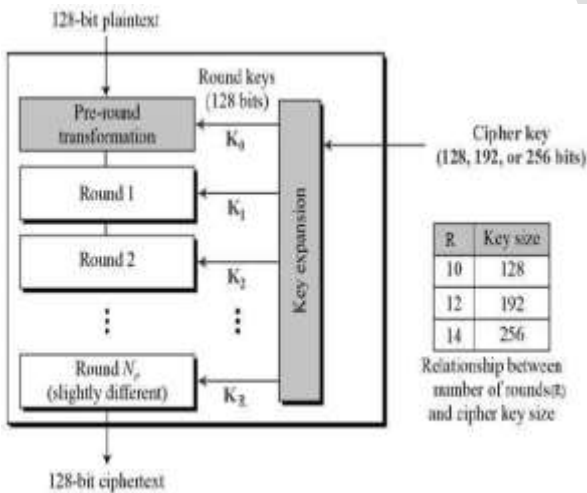 128-bit plaintext
Round keys
(128 bits)
Pre-round
transformation
K₀
Cipher key
(128, 192, or 256 bits)
Round 1
K₁
Key expansion
Round 2
K₂
R Key size
10 128
12 192
14 256
Relationship between
number of rounds(R)
and cipher key size
Round Nᵣ
(slightly different)
K_R
128-bit ciphertext